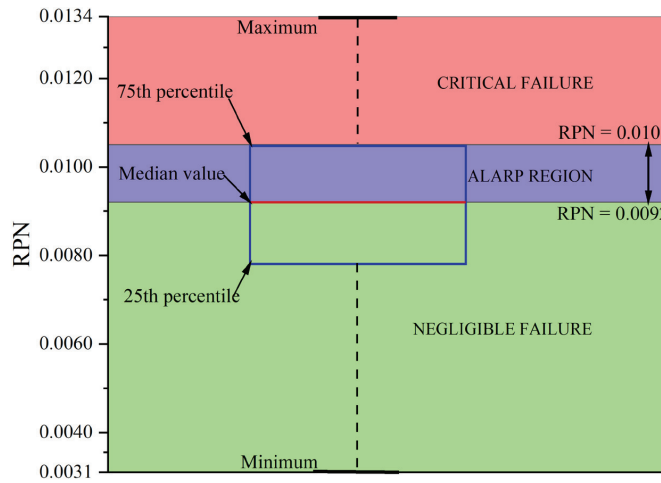 0.0134
Maximum
0.0120
CRITICAL FAILURE
75th percentile
RPN = 0.010
0.0100
Median value
ALARP REGION
RPN = 0.009
0.0080
RPN
25th percentile
0.0060
NEGLIGIBLE FAILURE
0.0040
Minimum
0.0031